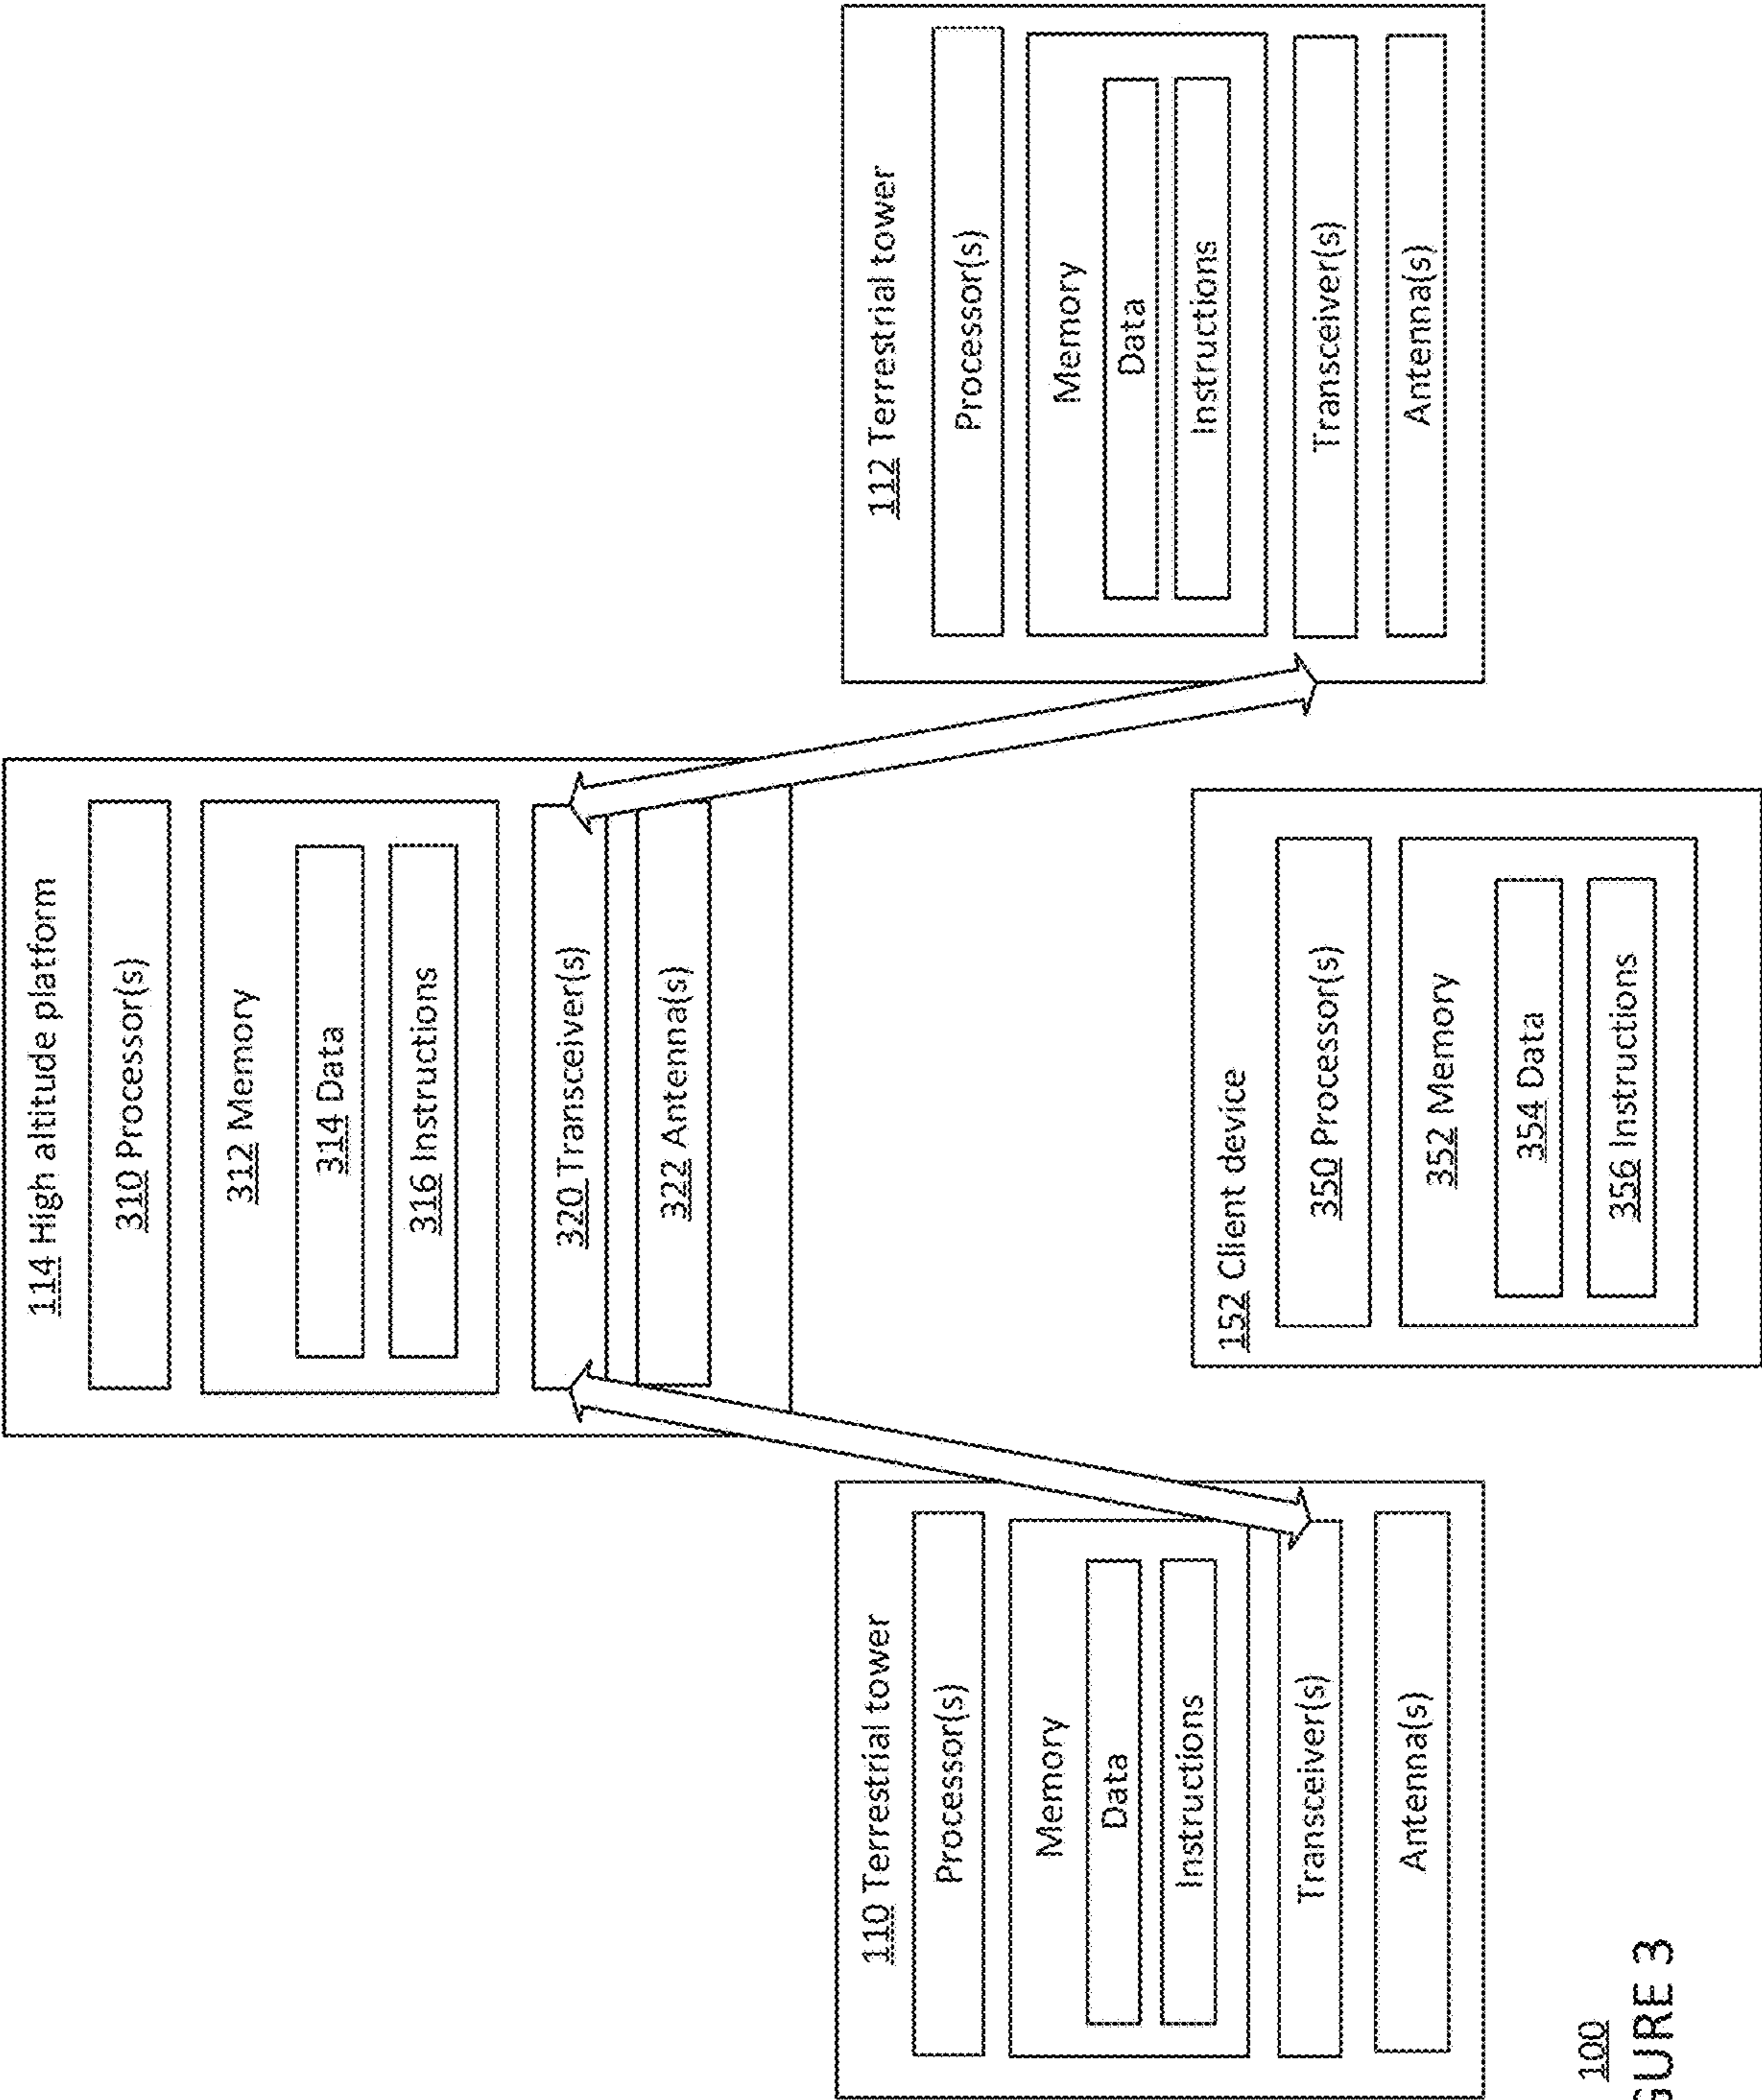 114 High altitude platform
310 Processor(s)
312 Memory
314 Data
316 Instructions
320 Transceiver(s)
322 Antenna(s)
110 Terrestrial tower
Processor(s)
Memory
Data
Instructions
Transceiver(s)
Antenna(s)
152 Client device
350 Processor(s)
352 Memory
354 Data
356 Instructions
112 Terrestrial tower
Processor(s)
Memory
Data
Instructions
Transceiver(s)
Antenna(s)
100
GURE 3